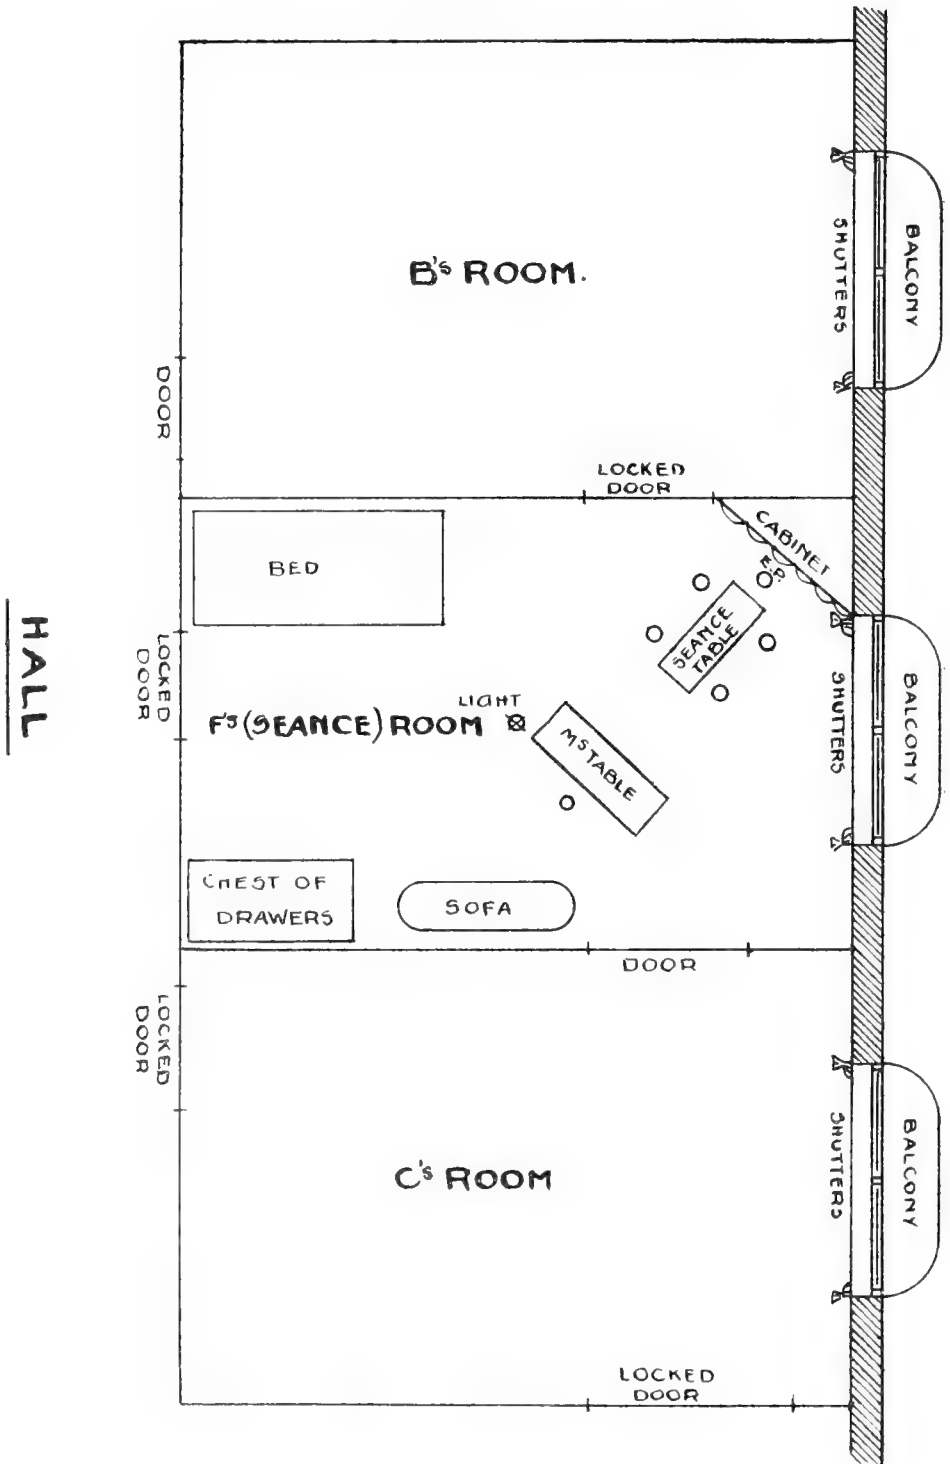 BALCONY
SHUTTERS
B's ROOM.
DOOR
LOCKED
DOOR
CABINET
E.P.
BED
SEANCE
TABLE
HALL
LOCKED
DOOR
LIGHT
F's (SEANCE) ROOM
Ms TABLE
SHUTTERS
BALCONY
CHEST OF
DRAWERS
SOFA
DOOR
LOCKED
DOOR
C's ROOM
SHUTTERS
BALCONY
LOCKED
DOOR